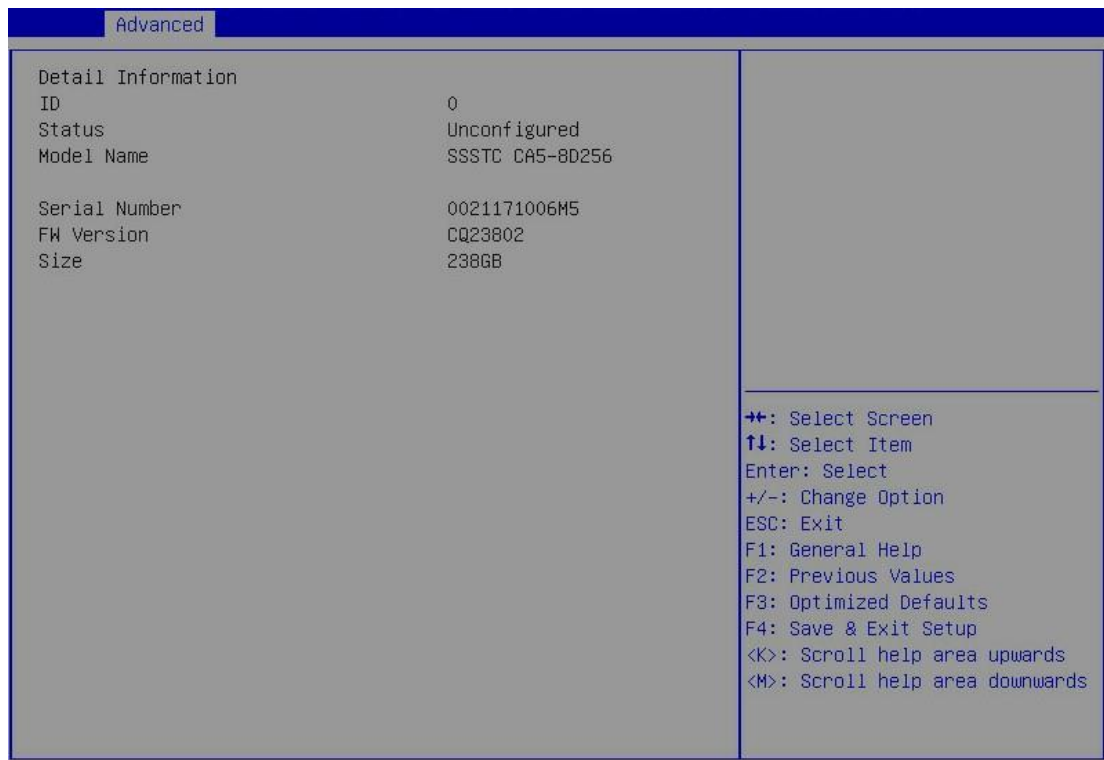 Advanced
Detail Information
ID 0
Status Unconfigured
Model Name SSSTC CA5-8D256
Serial Number 0021171006M5
FW Version CQ23802
Size 238GB
→←: Select Screen
↑↓: Select Item
Enter: Select
+/-: Change Option
ESC: Exit
F1: General Help
F2: Previous Values
F3: Optimized Defaults
F4: Save & Exit Setup
<K>: Scroll help area upwards
<M>: Scroll help area downwards